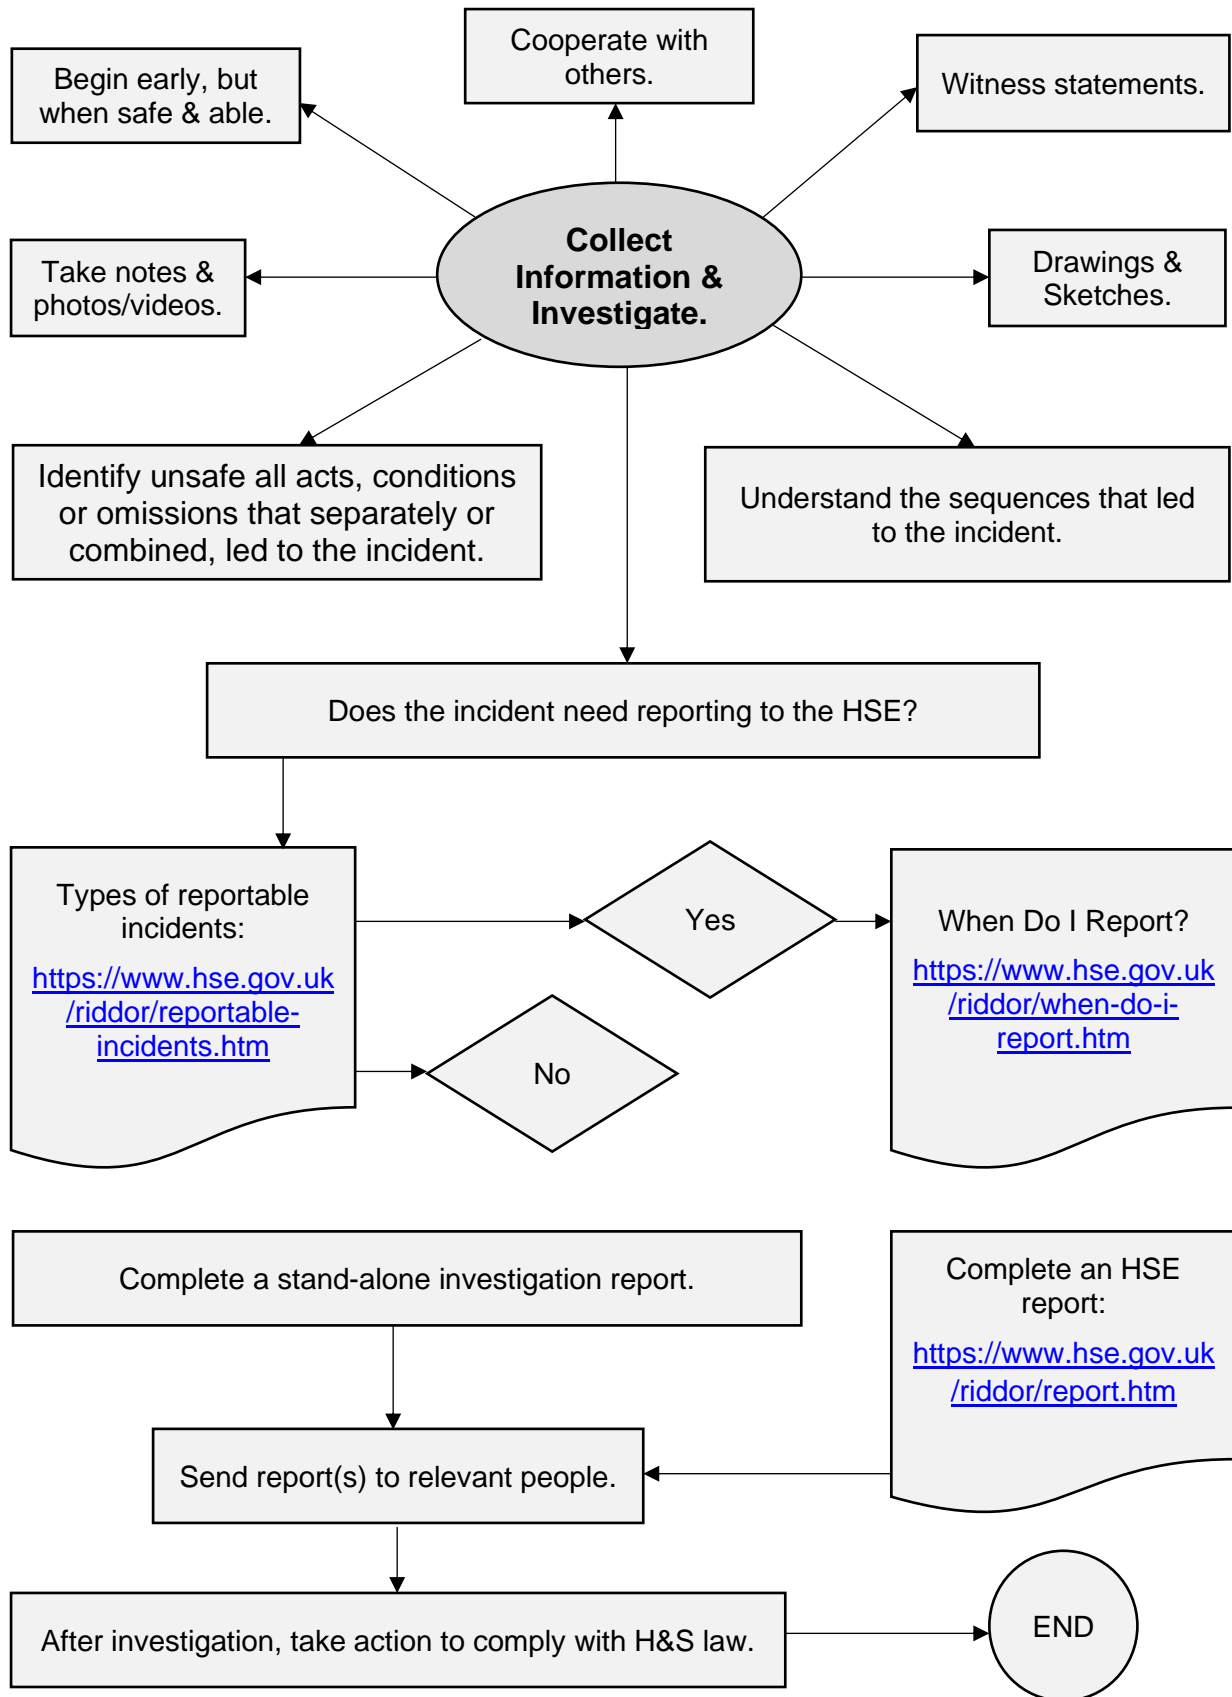 Cooperate with
others.
Begin early, but
when safe & able.
Witness statements.
Collect
Information &
Investigate.
Take notes &
photos/videos.
Drawings &
Sketches.
Identify unsafe all acts, conditions
or omissions that separately or
combined, led to the incident.
Understand the sequences that led
to the incident.
Does the incident need reporting to the HSE?
Types of reportable
incidents:
https://www.hse.gov.uk
/riddor/reportable-
incidents.htm
Yes
No
When Do I Report?
https://www.hse.gov.uk
/riddor/when-do-i-
report.htm
Complete a stand-alone investigation report.
Complete an HSE
report:
https://www.hse.gov.uk
/riddor/report.htm
Send report(s) to relevant people.
After investigation, take action to comply with H&S law.
END